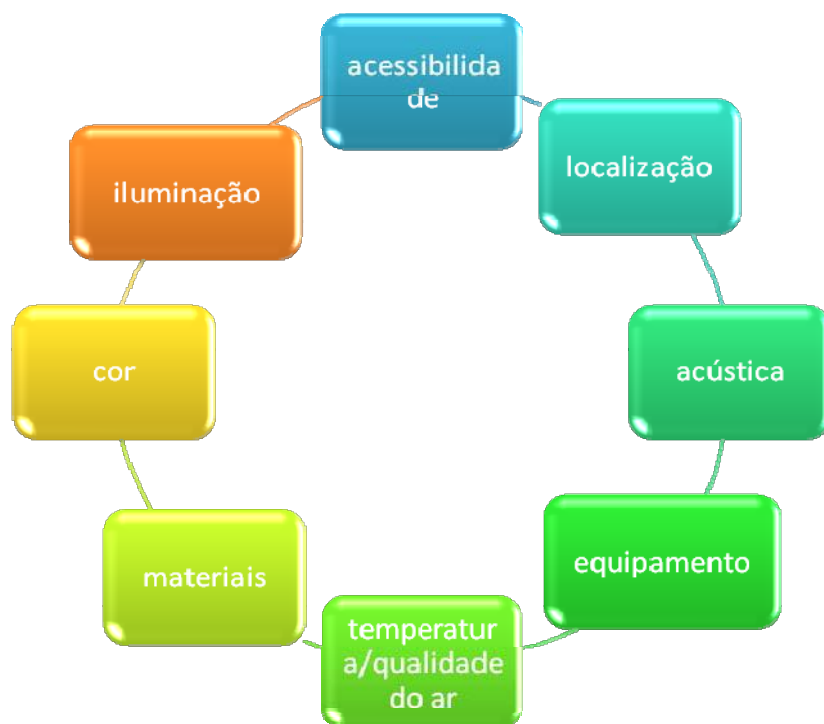 acessibilida
de
localização
acústica
equipamento
temperatur
a/qualidade
do ar
materiais
cor
iluminação